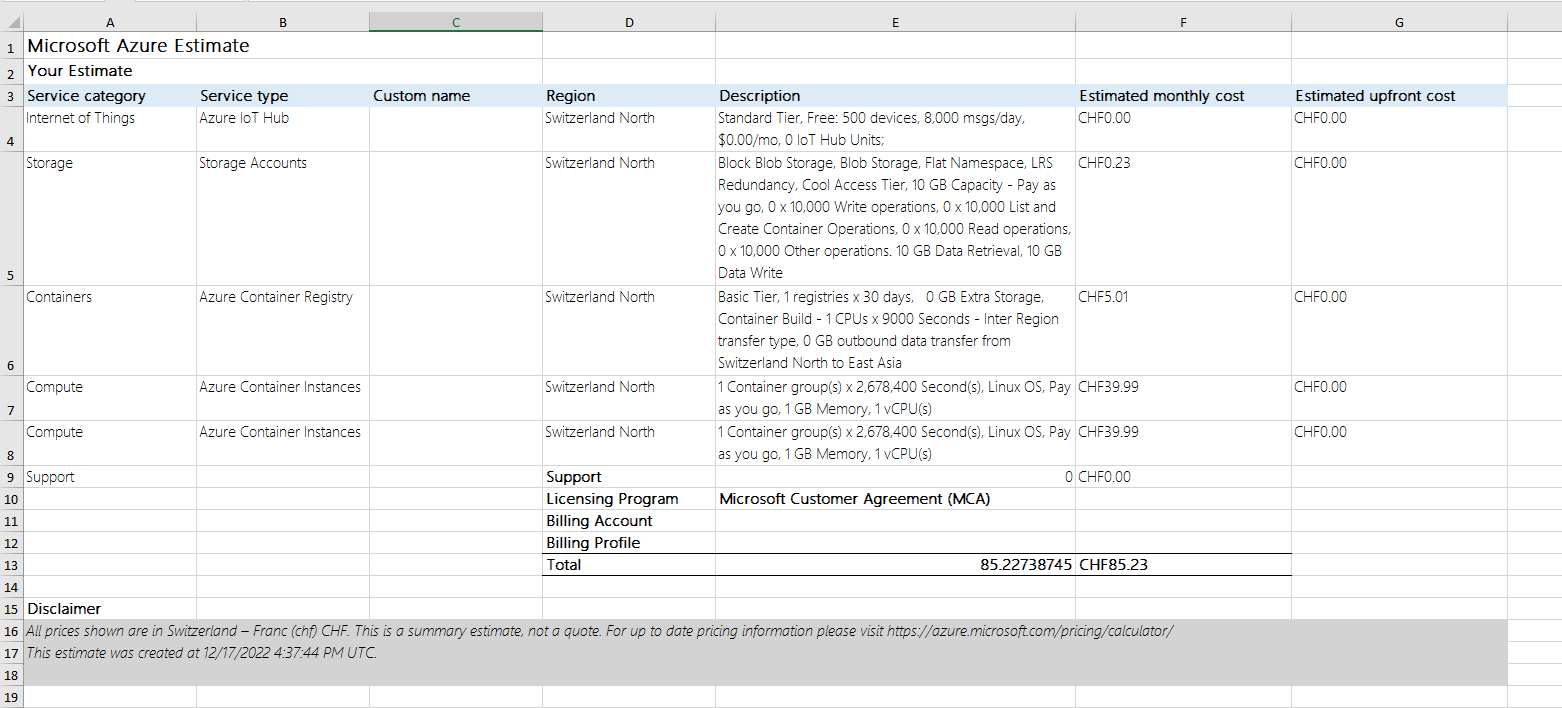 A B C D E F G
1 Microsoft Azure Estimate
2 Your Estimate
3 Service category Service type Custom name Region Description Estimated monthly cost Estimated upfront cost
Internet of Things Azure IoT Hub Switzerland North Standard Tier, Free: 500 devices, 8,000 msgs/day, CHF0.00 CHF0.00
4 $0.00/mo, 0 IoT Hub Units;
Storage Storage Accounts Switzerland North Block Blob Storage, Blob Storage, Flat Namespace, LRS CHF0.23 CHF0.00
Redundancy, Cool Access Tier, 10 GB Capacity - Pay as
you go, 0 x 10,000 Write operations, 0 x 10,000 List and
Create Container Operations, 0 x 10,000 Read operations,
0 x 10,000 Other operations. 10 GB Data Retrieval, 10 GB
5 Data Write
Containers Azure Container Registry Switzerland North Basic Tier, 1 registries x 30 days, 0 GB Extra Storage, CHF5.01 CHF0.00
Container Build - 1 CPUs x 9000 Seconds - Inter Region
transfer type, 0 GB outbound data transfer from
6 Switzerland North to East Asia
Compute Azure Container Instances Switzerland North 1 Container group(s) x 2,678,400 Second(s), Linux OS, Pay CHF39.99 CHF0.00
7 as you go, 1 GB Memory, 1 vCPU(s)
Compute Azure Container Instances Switzerland North 1 Container group(s) x 2,678,400 Second(s), Linux OS, Pay CHF39.99 CHF0.00
8 as you go, 1 GB Memory, 1 vCPU(s)
9 Support Support 0 CHF0.00
10 Licensing Program Microsoft Customer Agreement (MCA)
11 Billing Account
12 Billing Profile
13 Total 85.22738745 CHF85.23
14
15 Disclaimer
16 All prices shown are in Switzerland – Franc (chf) CHF. This is a summary estimate, not a quote. For up to date pricing information please visit https://azure.microsoft.com/pricing/calculator/
17 This estimate was created at 12/17/2022 4:37:44 PM UTC.
18
19